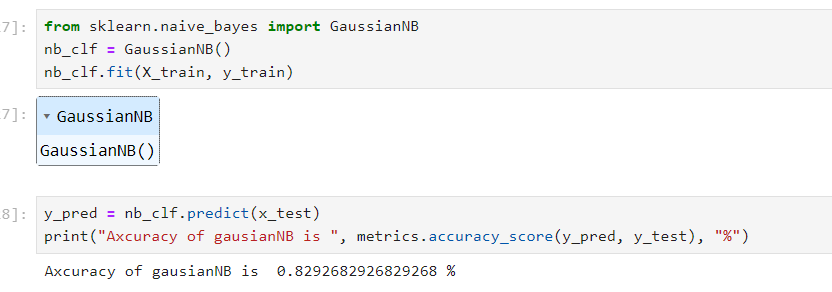 7]: from sklearn.naive_bayes import GaussianNB
nb_clf = GaussianNB()
nb_clf.fit(X_train, y_train)
7]: ▾ GaussianNB
GaussianNB()
8]: y_pred = nb_clf.predict(x_test)
print("Axcuracy of gausianNB is ", metrics.accuracy_score(y_pred, y_test), "%")
Axcuracy of gausianNB is  0.8292682926829268 %